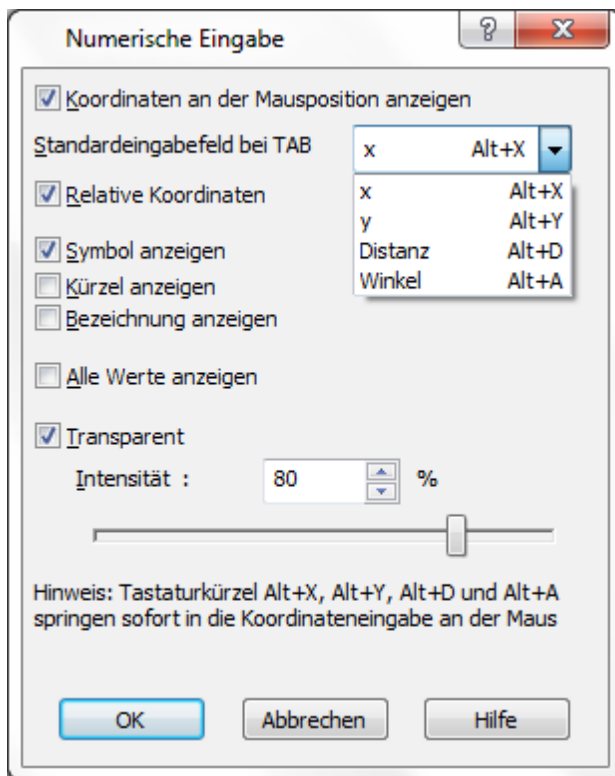 Numerische Eingabe
Koordinaten an der Mausposition anzeigen
Standardeingabefeld bei TAB x Alt+X
Relative Koordinaten
x Alt+X
y Alt+Y
Distanz Alt+D
Winkel Alt+A
Symbol anzeigen
Kürzel anzeigen
Bezeichnung anzeigen
Alle Werte anzeigen
Transparent
Intensität : 80 %
Hinweis: Tastaturkürzel Alt+X, Alt+Y, Alt+D und Alt+A
springen sofort in die Koordinateneingabe an der Maus
OK Abbrechen Hilfe